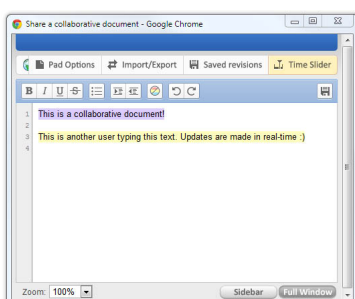 Share a collaborative document - Google Chrome
Pad Options Import/Export Saved revisions Time Slider
B I U S
1 This is a collaborative document!
2
3 This is another user typing this text. Updates are made in real-time :)
4
Zoom: 100% Sidebar Full Window